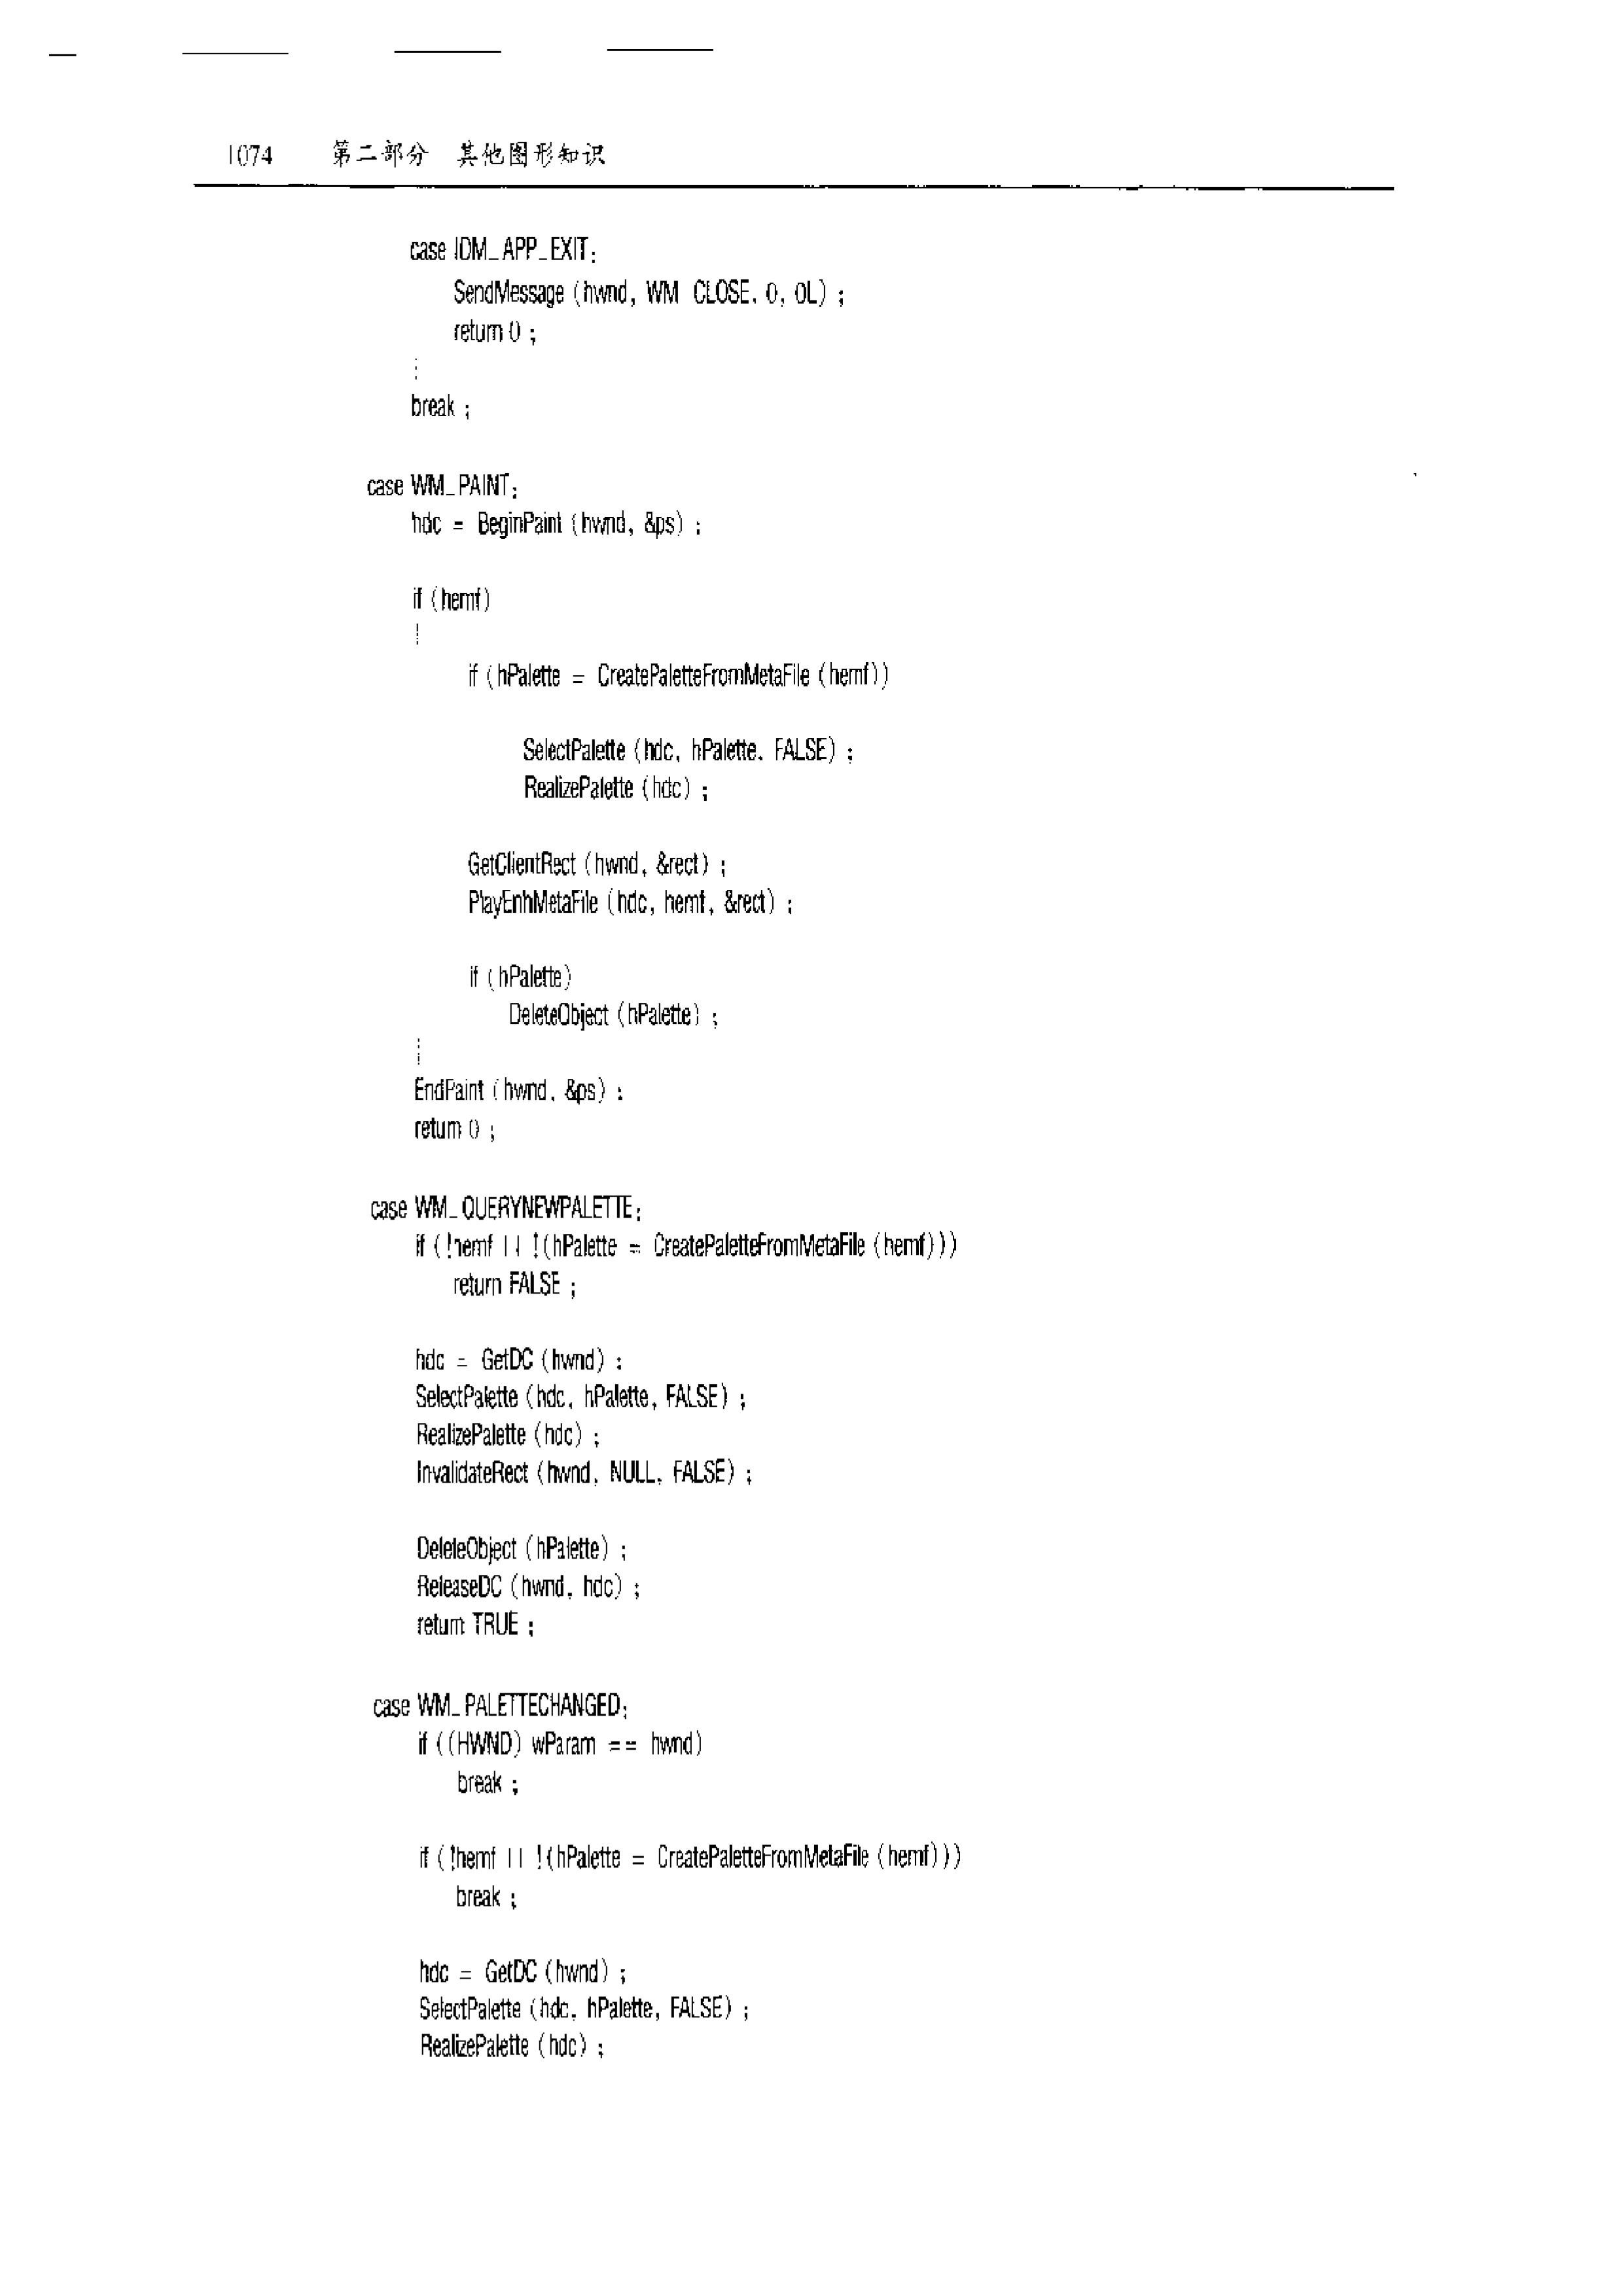 1074 第二部分 其他图形知识
case IDM_APP_EXIT:
SendMessage (hwnd, WM CLOSE, 0, 0L) ;
return 0 ;
break ;
case WM_PAINT:
hdc = BeginPaint (hwnd, &ps) ;
if (hemf)
if (hPalette = CreatePaletteFromMetaFile (hemf))
SelectPalette (hdc, hPalette, FALSE) ;
RealizePalette (hdc) ;
GetClientRect (hwnd, &rect) ;
PlayEnhMetaFile (hdc, hemf, &rect) ;
if (hPalette)
DeleteObject (hPalette) ;
EndPaint (hwnd, &ps) ;
return 0 ;
case WM_QUERYNEWPALETTE:
if (!hemf || !(hPalette = CreatePaletteFromMetaFile (hemf)))
return FALSE ;
hdc = GetDC (hwnd) ;
SelectPalette (hdc, hPalette, FALSE) ;
RealizePalette (hdc) ;
InvalidateRect (hwnd, NULL, FALSE) ;
DeleteObject (hPalette) ;
ReleaseDC (hwnd, hdc) ;
return TRUE ;
case WM_PALETTECHANGED:
if ((HWND) wParam == hwnd)
break ;
if (!hemf || !(hPalette = CreatePaletteFromMetaFile (hemf)))
break ;
hdc = GetDC (hwnd) ;
SelectPalette (hdc, hPalette, FALSE) ;
RealizePalette (hdc) ;